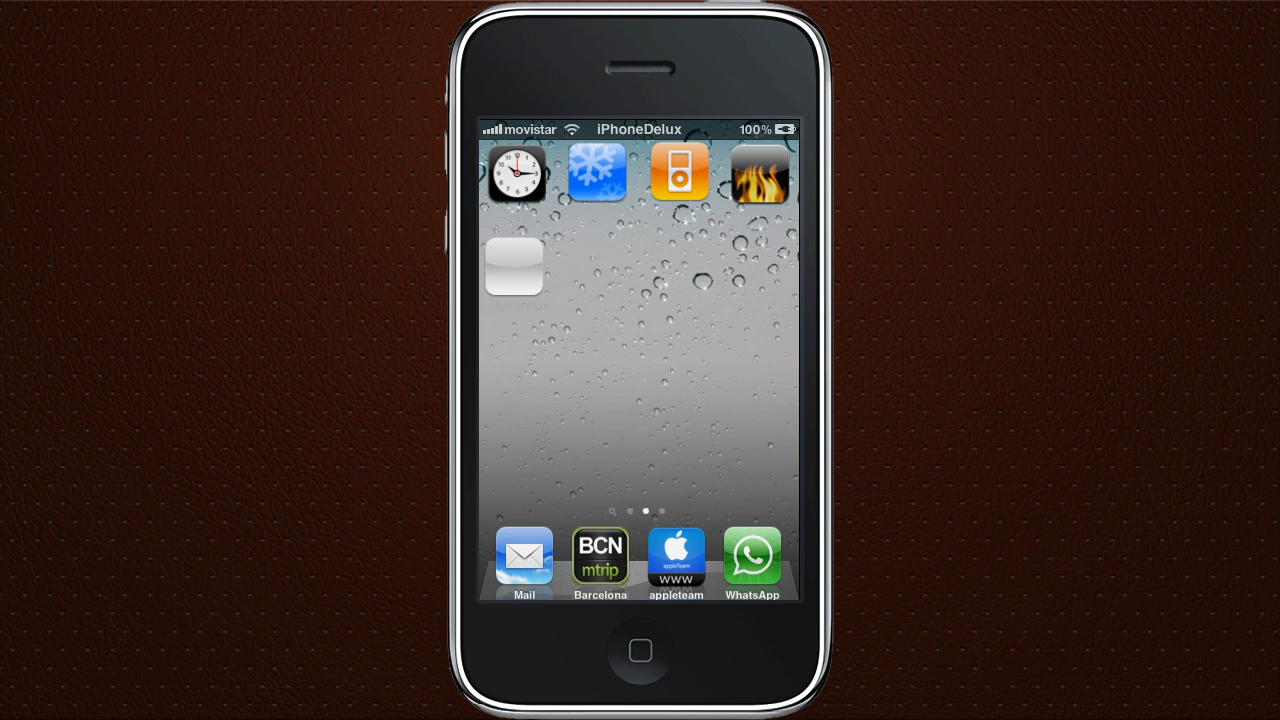 movistar iPhoneDelux 100%
BCN
mtrip
appleTeam
www
Mail Barcelona appleteam WhatsApp